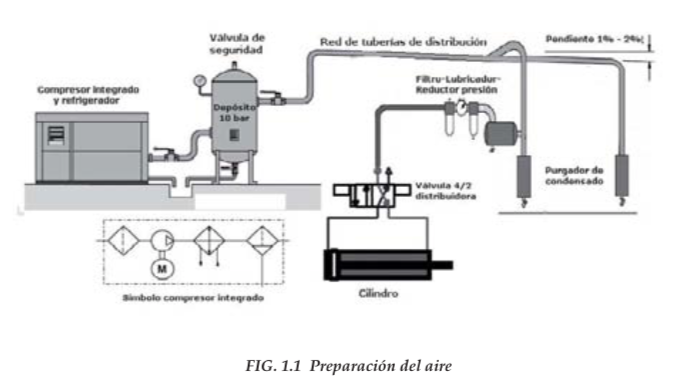 Válvula de
seguridad
Red de tuberías de distribución
Pendiente 1% - 2%
Compresor integrado
y refrigerador
Depósito
10 bar
Filtru-Lubricador-
Reductor presión
Purgador de
condensado
Válvula 4/2
distribuidora
M
Símbolo compresor integrado
Cilindro
FIG. 1.1 Preparación del aire